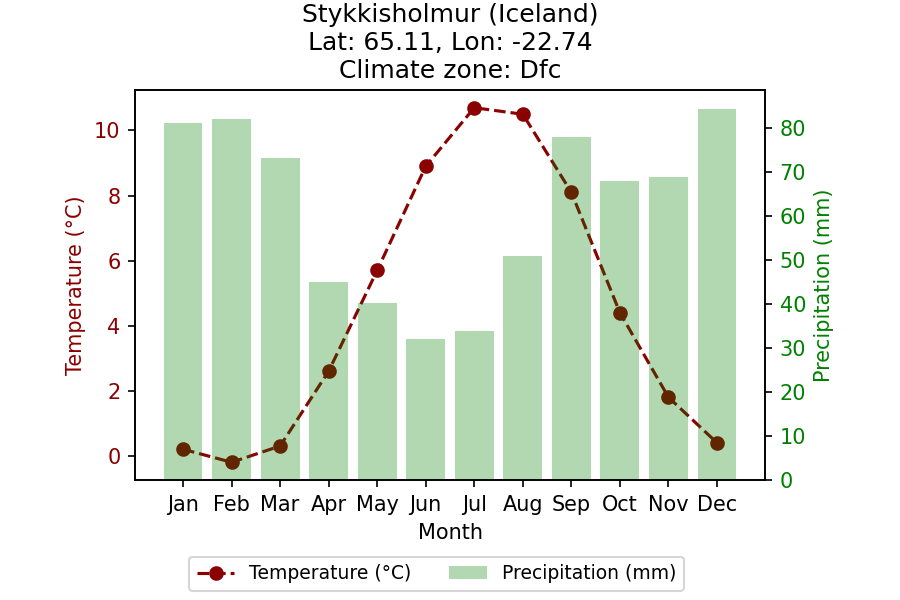 Stykkisholmur (Iceland)
Lat: 65.11, Lon: -22.74
Climate zone: Dfc
Temperature (°C)
10
8
6
4
2
0
Precipitation (mm)
80
70
60
50
40
30
20
10
0
Jan Feb Mar Apr May Jun Jul Aug Sep Oct Nov Dec
Month
Temperature (°C) Precipitation (mm)